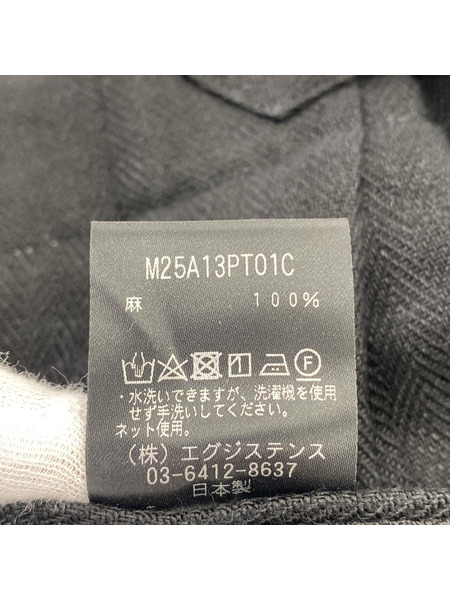 M25A13PT01C
麻 100%
・水洗いできますが、洗濯機を使用
せず手洗いしてください。
ネット使用。
（株）エグジステンス
03-6412-8637
日本製